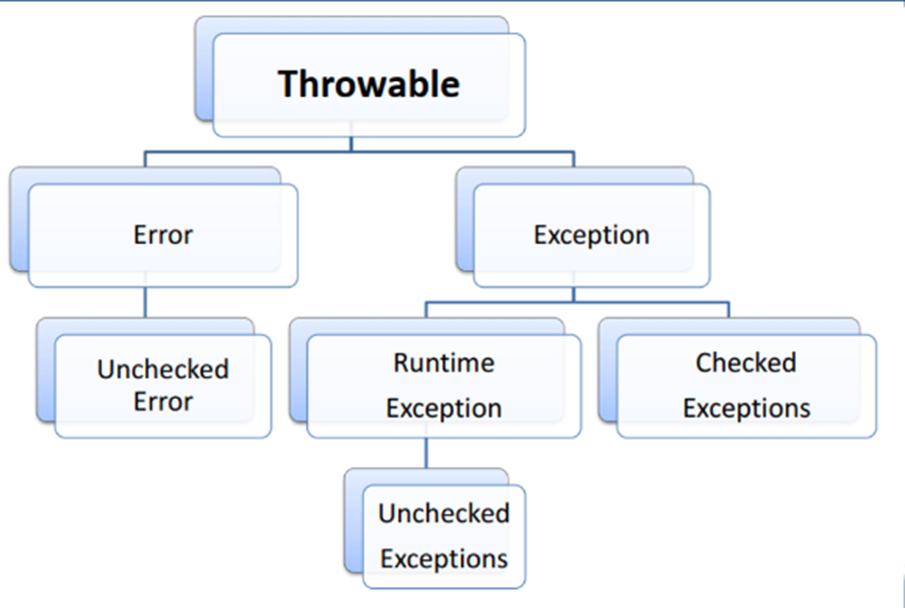 Throwable
Error
Exception
Unchecked
Error
Runtime
Exception
Checked
Exceptions
Unchecked
Exceptions